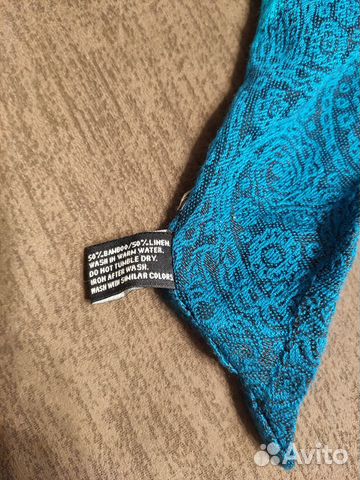 50%.BAMBOO/50%.LINEN.
WASH IN WARM WATER.
DO NOT TUMBLE DRY.
IRON AFTER WASH.
WASH WITH SIMILAR COLORS
Avito